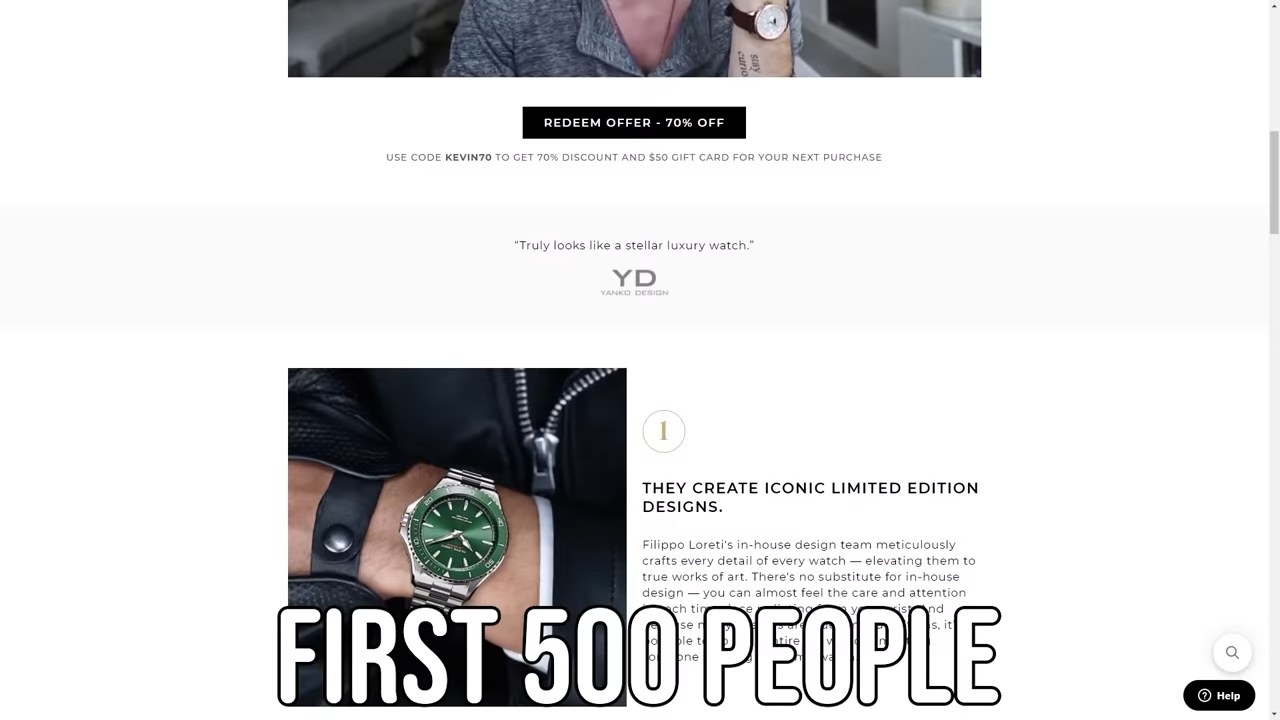 stay
REDEEM OFFER - 70% OFF
USE CODE KEVIN70 TO GET 70% DISCOUNT AND $50 GIFT CARD FOR YOUR NEXT PURCHASE
“Truly looks like a stellar luxury watch.”
YD
YANKO DESIGN
1
THEY CREATE ICONIC LIMITED EDITION
DESIGNS.
Filippo Loreti's in-house design team meticulously
crafts every detail of every watch — elevating them to
true works of art. There's no substitute for in-house
design — you can almost feel the care and attention
FIRST 500 PEOPLE
Help